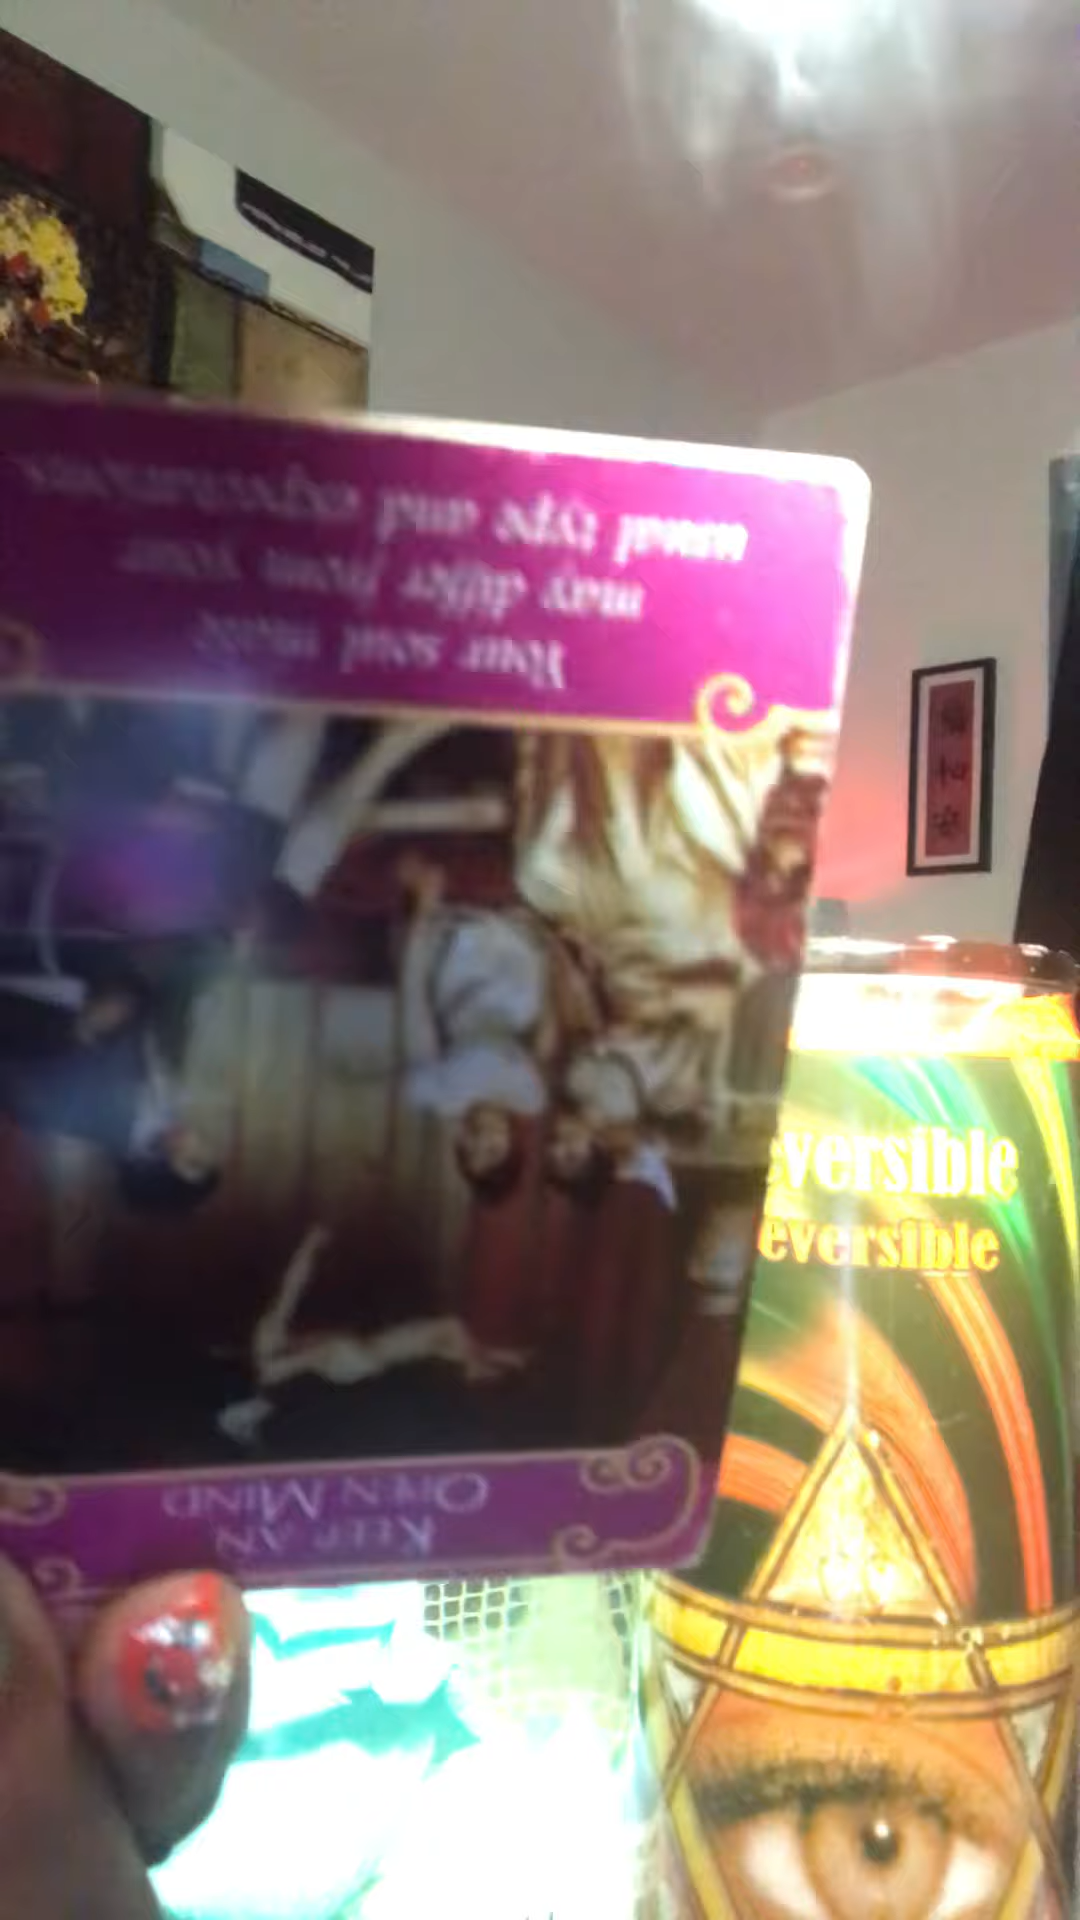 usual type and expectations
may differ from your
Your soul mate
OPEN MIND
KEEP AN
eversible
eversible